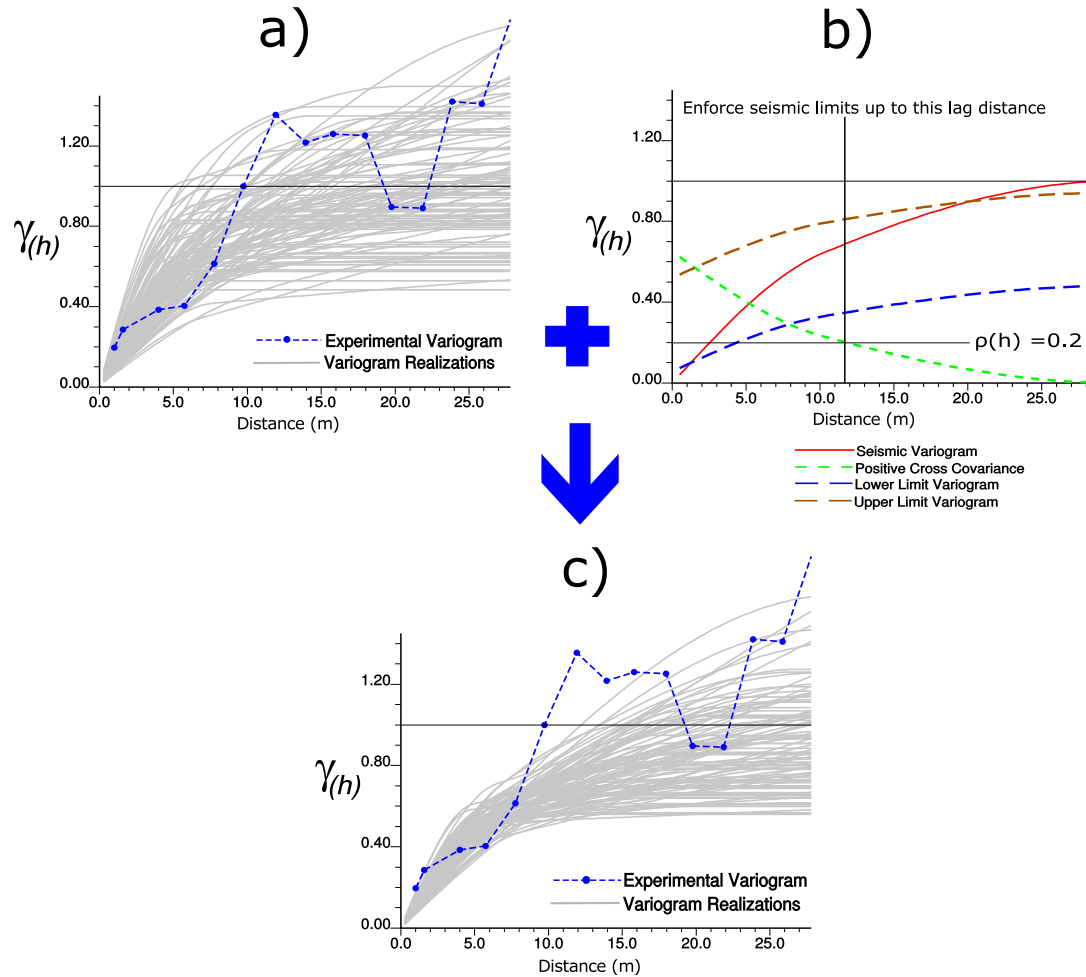 a)
γ(h)
1.20
0.80
0.40
0.00
0.0 5.0 10.0 15.0 20.0 25.0
Distance (m)
Experimental Variogram
Variogram Realizations
b)
Enforce seismic limits up to this lag distance
γ(h)
1.20
0.80
0.40
0.00
ρ(h) =0.2
0.0 5.0 10.0 15.0 20.0 25.0
Distance (m)
Seismic Variogram
Positive Cross Covariance
Lower Limit Variogram
Upper Limit Variogram
c)
γ(h)
1.20
0.80
0.40
0.00
0.0 5.0 10.0 15.0 20.0 25.0
Distance (m)
Experimental Variogram
Variogram Realizations